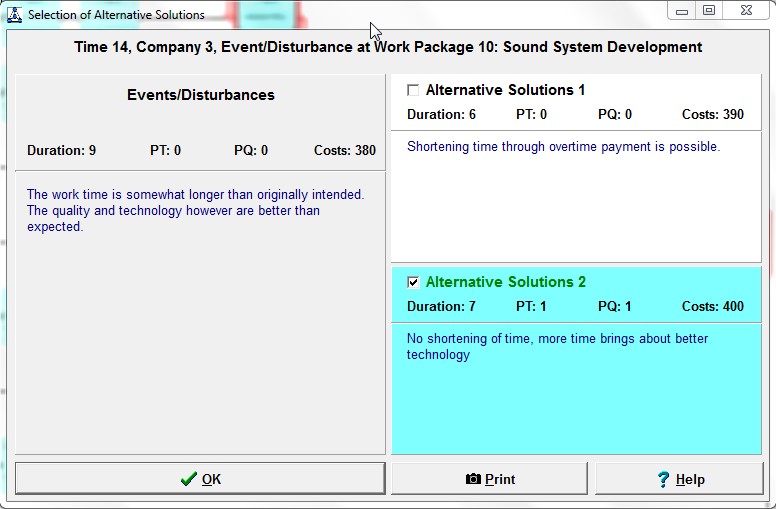 Selection of Alternative Solutions
Time 14, Company 3, Event/Disturbance at Work Package 10: Sound System Development
Events/Disturbances
Duration: 9 PT: 0 PQ: 0 Costs: 380
The work time is somewhat longer than originally intended.
The quality and technology however are better than
expected.
Alternative Solutions 1
Duration: 6 PT: 0 PQ: 0 Costs: 390
Shortening time through overtime payment is possible.
Alternative Solutions 2
Duration: 7 PT: 1 PQ: 1 Costs: 400
No shortening of time, more time brings about better
technology
OK
Print
? Help